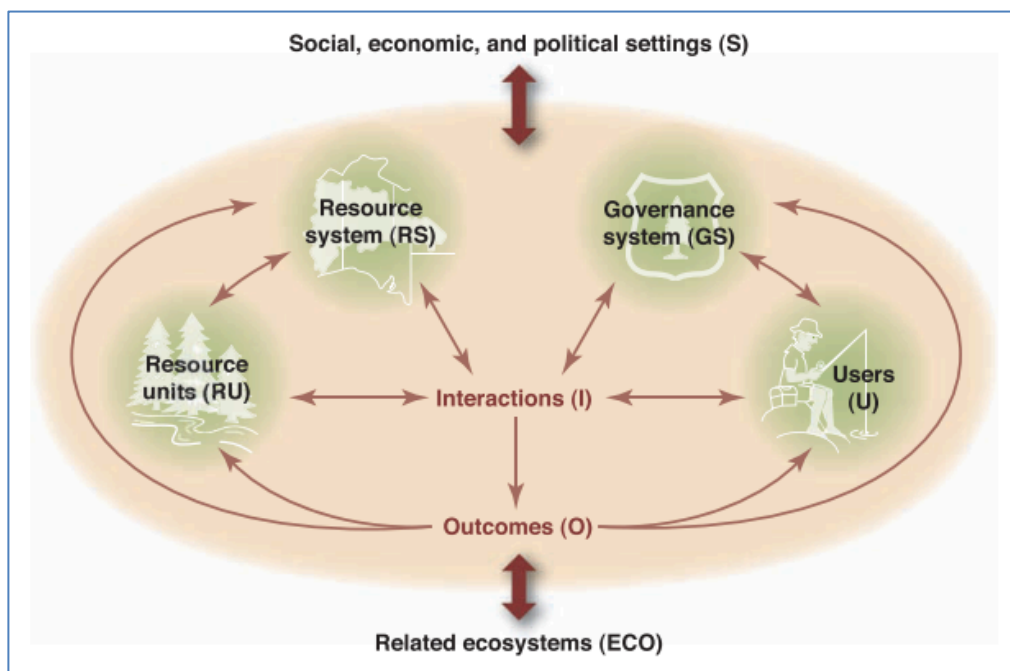 Social, economic, and political settings (S)
Resource
system (RS)
Governance
system (GS)
Resource
units (RU)
Interactions (I)
Users
(U)
Outcomes (O)
Related ecosystems (ECO)